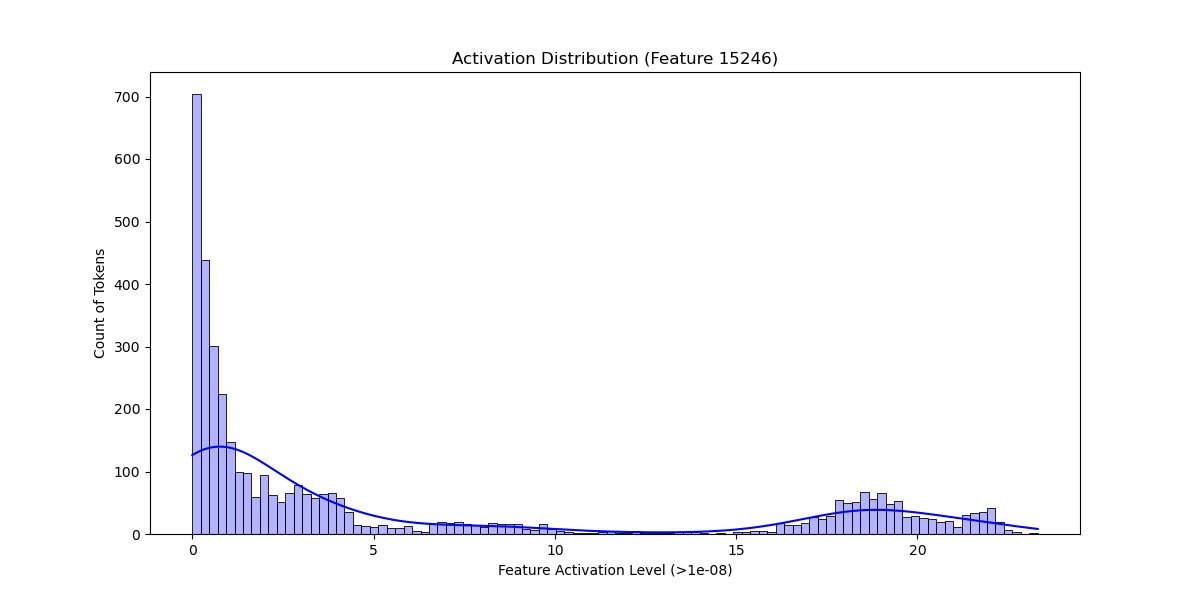 Activation Distribution (Feature 15246)
700
600
500
400
300
200
100
0
Count of Tokens
0 5 10 15 20
Feature Activation Level (>1e-08)